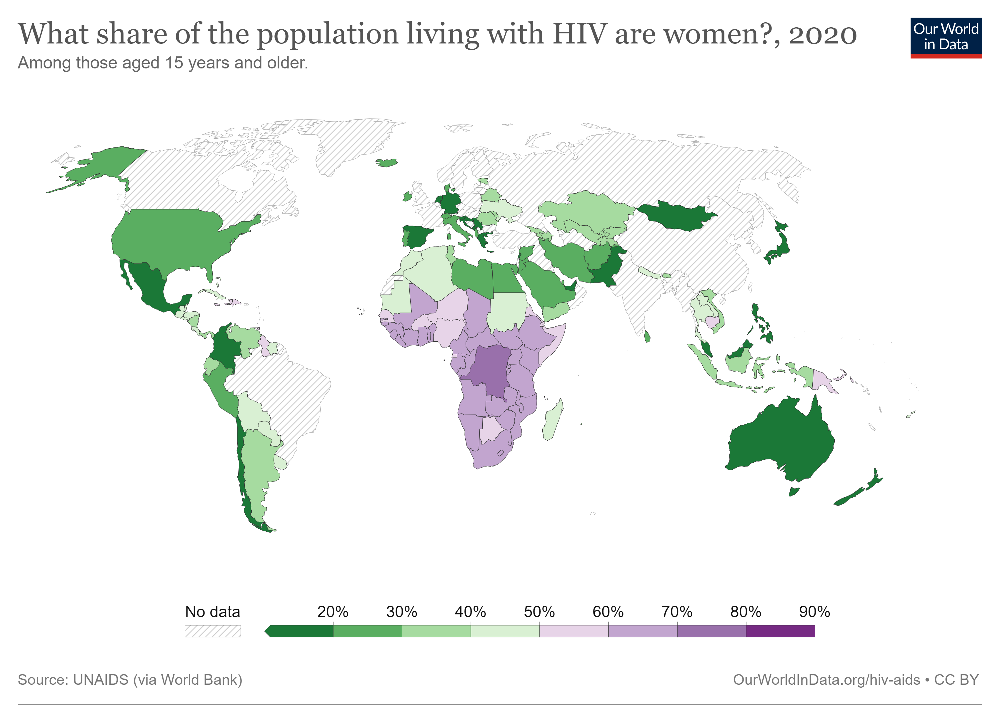 What share of the population living with HIV are women?, 2020
Our World
in Data
Among those aged 15 years and older.
No data
20%
30%
40%
50%
60%
70%
80%
90%
Source: UNAIDS (via World Bank)
OurWorldInData.org/hiv-aids • CC BY